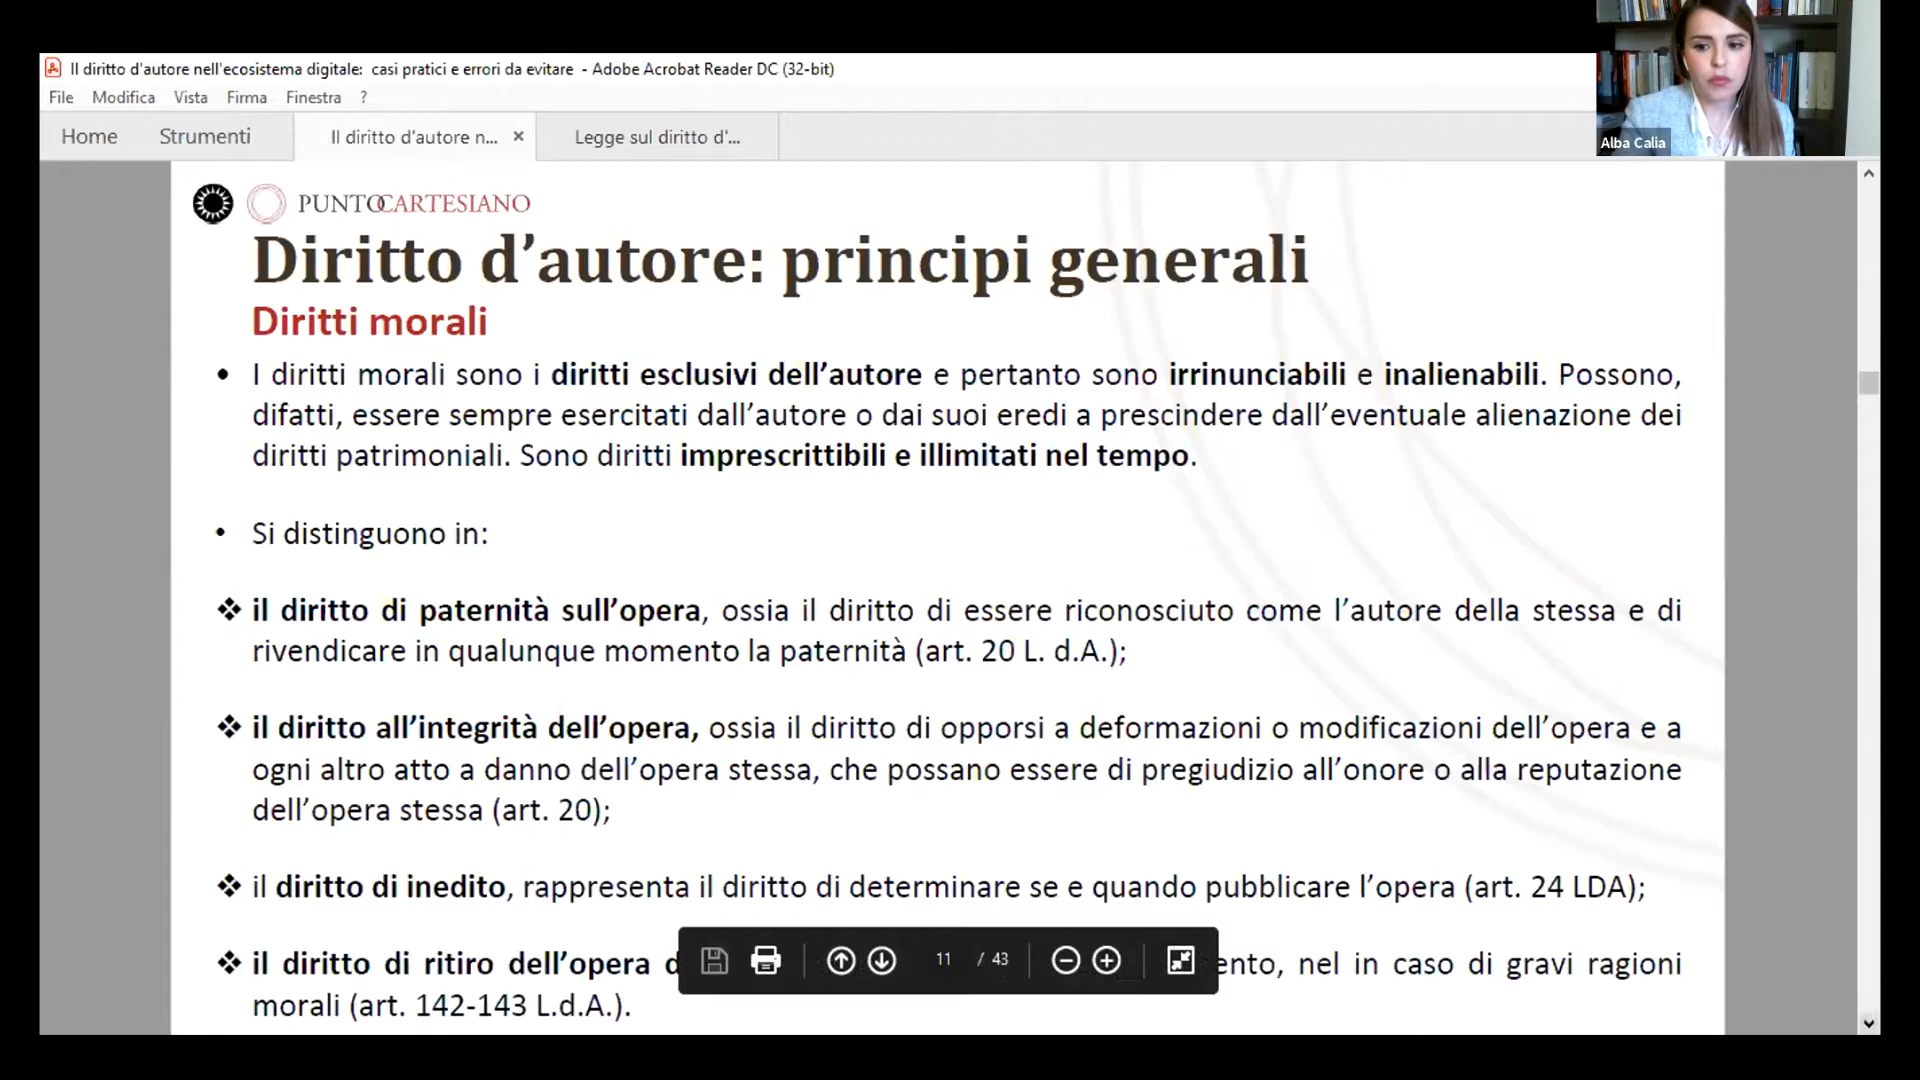 Il diritto d'autore nell'ecosistema digitale: casi pratici e errori da evitare - Adobe Acrobat Reader DC (32-bit)
File Modifica Vista Firma Finestra ?
Home Strumenti Il diritto d'autore n... × Legge sul diritto d'...
Alba Calia
PUNTOCARTESIANO
Diritto d’autore: principi generali
Diritti morali
• I diritti morali sono i diritti esclusivi dell’autore e pertanto sono irrinunciabili e inalienabili. Possono,
difatti, essere sempre esercitati dall’autore o dai suoi eredi a prescindere dall’eventuale alienazione dei
diritti patrimoniali. Sono diritti imprescrittibili e illimitati nel tempo.
• Si distinguono in:
❖ il diritto di paternità sull’opera, ossia il diritto di essere riconosciuto come l’autore della stessa e di
rivendicare in qualunque momento la paternità (art. 20 L. d.A.);
❖ il diritto all’integrità dell’opera, ossia il diritto di opporsi a deformazioni o modificazioni dell’opera e a
ogni altro atto a danno dell’opera stessa, che possano essere di pregiudizio all’onore o alla reputazione
dell’opera stessa (art. 20);
❖ il diritto di inedito, rappresenta il diritto di determinare se e quando pubblicare l’opera (art. 24 LDA);
❖ il diritto di ritiro dell’opera nel in caso di gravi ragioni
11 / 43
morali (art. 142-143 L.d.A.).